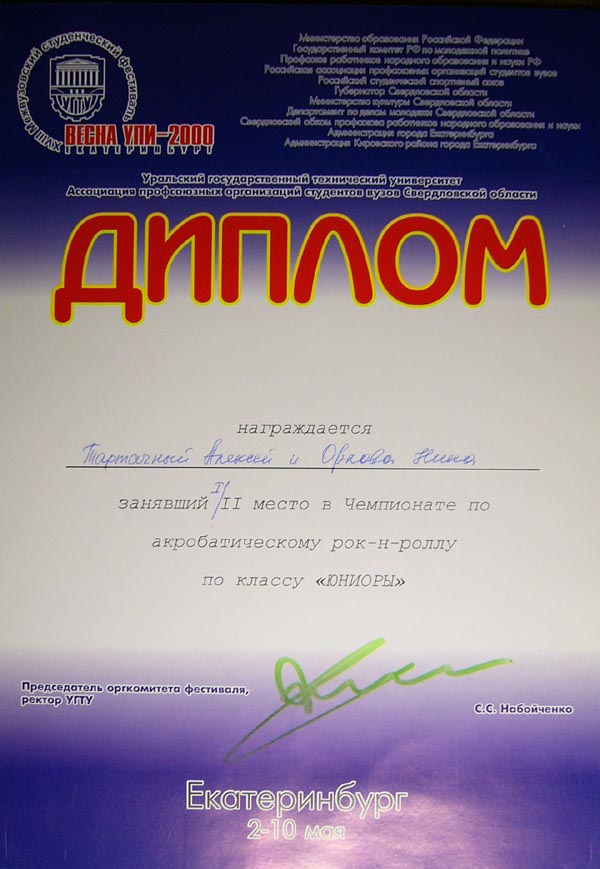 XVIII Межвузовский студенческий фестиваль
УГТУ
ВЕСНА УПИ-2000
ЕКАТЕРИНБУРГ
Министерство образования Российской Федерации
Государственный комитет РФ по молодежной политике
Профсоюз работников народного образования и науки РФ
Российская ассоциация профсоюзных организаций студентов вузов
Российский студенческий спортивный союз
Губернатор Свердловской области
Министерство культуры Свердловской области
Департамент по делам молодежи Свердловской области
Свердловский обком профсоюза работников народного образования и науки
Администрация города Екатеринбурга
Администрация Кировского района города Екатеринбурга
Уральский государственный технический университет
Ассоциация профсоюзных организаций студентов вузов Свердловской области
ДИПЛОМ
награждается
Алексей и Орлова Нина
занявший I/II место в Чемпионате по
акробатическому рок-н-роллу
по классу «ЮНИОРЫ»
Председатель оргкомитета фестиваля,
ректор УГТУ
С.С. Набойченко
Екатеринбург
2-10 мая